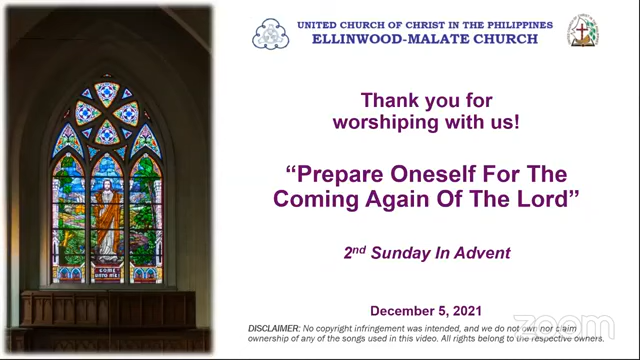 UNITED CHURCH OF CHRIST IN THE PHILIPPINES
ELLINWOOD-MALATE CHURCH
Thank you for
worshiping with us!
“Prepare Oneself For The
Coming Again Of The Lord”
2nd Sunday In Advent
COME
UNTO ME
December 5, 2021
zoom
DISCLAIMER: No copyright infringement was intended, and we do not own nor claim
ownership of any of the songs used in this video. All rights belong to the respective owners.